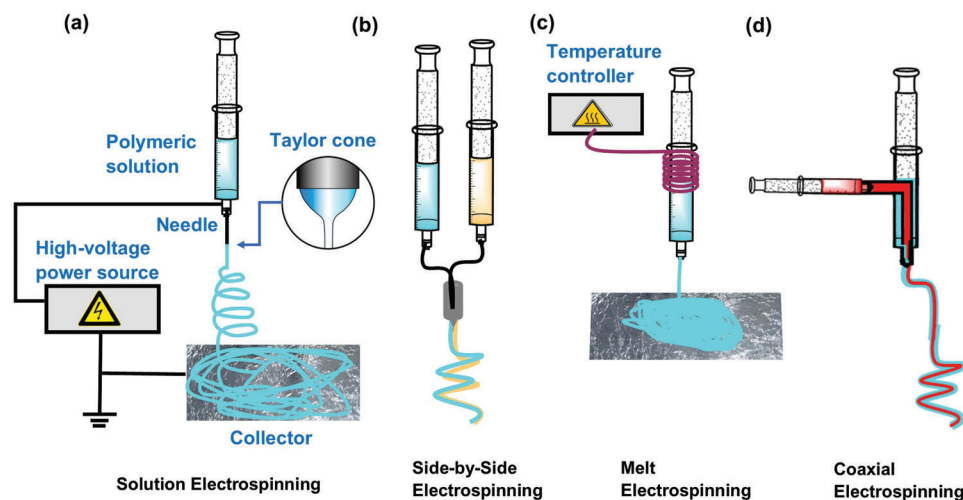 (a)
(b)
(c)
(d)
Temperature
controller
Polymeric
solution
Taylor cone
Needle
High-voltage
power source
Collector
Solution Electrospinning
Side-by-Side
Electrospinning
Melt
Electrospinning
Coaxial
Electrospinning